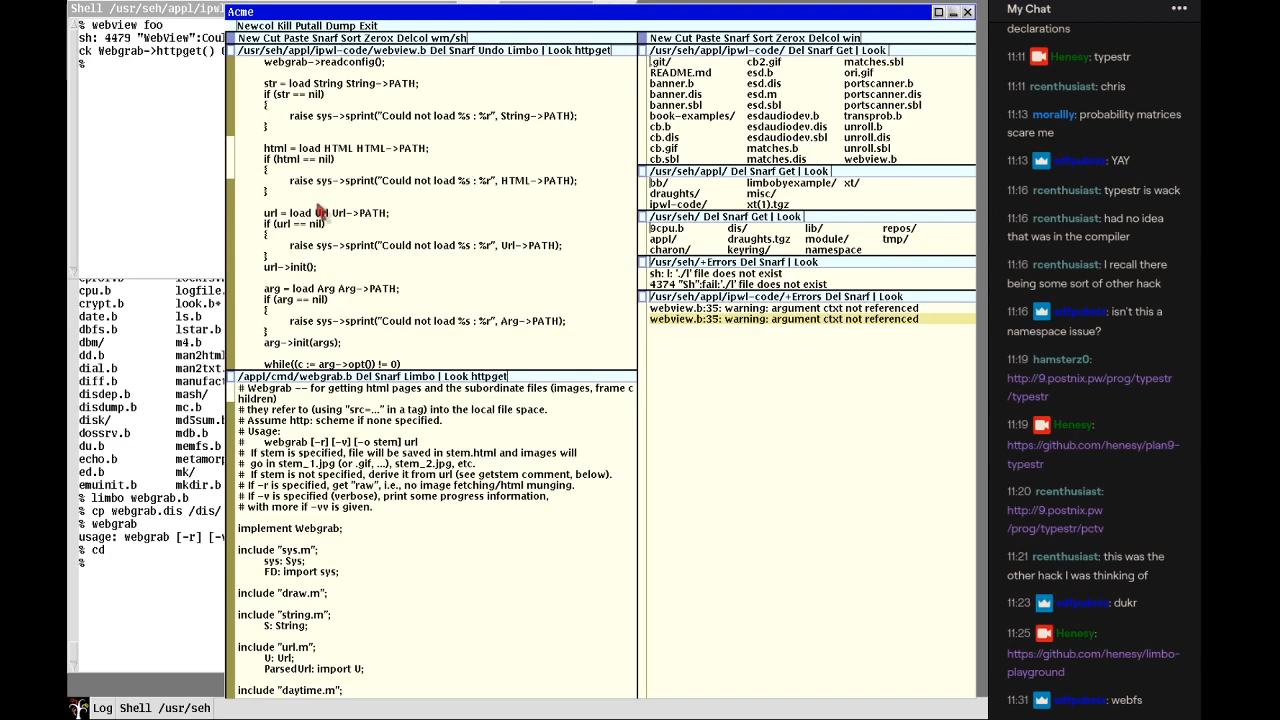 Shell /usr/seh/appl/ipwl
% webview foo
sh: 4479 "WebView":Coul
ck Webgrab->httpget() 
%
cpu.b
crypt.b
date.b
dbfs.b
dbm/
dd.b
dial.b
diff.b
disdep.b
disdump.b
disk/
dossrv.b
du.b
echo.b
ed.b
emuinit.b
logfile.
look.b*
ls.b
lstar.b
m4.b
man2html
man2txt.
manufact
mash/
mc.b
md5sum.b
mdb.b
memfs.b
metamorp
mk/
mkdir.b
% limbo webgrab.b
% cp webgrab.dis /dis/
% webgrab
usage: webgrab [-r] [-v
% cd
%
Acme
Newcol Kill Putall Dump Exit
New Cut Paste Snarf Sort Zerox Delcol wm/sh
/usr/seh/appl/ipwl-code/webview.b Del Snarf Undo Limbo | Look httpget
webgrab->readconfig();
str = load String String->PATH;
if (str == nil)
{
raise sys->sprint("Could not load %s : %r", String->PATH);
}
html = load HTML HTML->PATH;
if (html == nil)
{
raise sys->sprint("Could not load %s : %r", HTML->PATH);
}
url = load Url Url->PATH;
if (url == nil)
{
raise sys->sprint("Could not load %s : %r", Url->PATH);
}
url->init();
arg = load Arg Arg->PATH;
if (arg == nil)
{
raise sys->sprint("Could not load %s : %r", Arg->PATH);
}
arg->init(args);
while((c := arg->opt()) != 0)
/appl/cmd/webgrab.b Del Snarf Limbo | Look httpget
# Webgrab -- for getting html pages and the subordinate files (images, frame c
hildren)
# they refer to (using "src=..." in a tag) into the local file space.
# Assume http: scheme if none specified.
# Usage:
# webgrab [-r] [-v] [-o stem] url
# If stem is specified, file will be saved in stem.html and images will
# go in stem_1.jpg (or .gif, ...), stem_2.jpg, etc.
# If stem is not specified, derive it from url (see getstem comment, below).
# If -r is specified, get "raw", i.e., no image fetching/html munging.
# If -v is specified (verbose), print some progress information,
# with more if -vv is given.
implement Webgrab;
include "sys.m";
sys: Sys;
FD: import sys;
include "draw.m";
include "string.m";
S: String;
include "url.m";
U: Url;
ParsedUrl: import U;
include "daytime.m";
New Cut Paste Snarf Sort Zerox Delcol win
/usr/seh/appl/ipwl-code/ Del Snarf Get | Look
.git/ cb2.gif matches.sbl
README.md esd.b ori.gif
banner.b esd.dis portscanner.b
banner.dis esd.m portscanner.dis
banner.sbl esd.sbl portscanner.sbl
book-examples/ esdaudiodev.b transprob.b
cb.b esdaudiodev.dis unroll.b
cb.dis esdaudiodev.sbl unroll.dis
cb.gif matches.b unroll.sbl
cb.sbl matches.dis webview.b
/usr/seh/appl/ Del Snarf Get | Look
bb/ limbobyexample/ xt/
draughts/ misc/
ipwl-code/ xt(1).tgz
/usr/seh/ Del Snarf Get | Look
9cpu.b dis/ lib/ repos/
appl/ draughts.tgz module/ tmp/
charon/ keyring/ namespace
/usr/seh/+Errors Del Snarf | Look
sh: l: './l' file does not exist
4374 "Sh":fail:'./l' file does not exist
/usr/seh/appl/ipwl-code/+Errors Del Snarf | Look
webview.b:35: warning: argument ctxt not referenced
webview.b:35: warning: argument ctxt not referenced
My Chat
declarations
11:11 Henesy: typestr
11:11 rcenthusiast: chris
11:13 morallly: probability matrices
scare me
11:13 sdfpubnix: YAY
11:16 rcenthusiast: typestr is wack
11:16 rcenthusiast: had no idea
that was in the compiler
11:16 rcenthusiast: I recall there
being some sort of other hack
11:16 sdfpubnix: isn't this a
namespace issue?
11:19 hamsterz0:
http://9.postnix.pw/prog/typestr
/typestr
11:19 Henesy:
https://github.com/henesy/plan9-
typestr
11:20 rcenthusiast:
http://9.postnix.pw
/prog/typestr/pctv
11:21 rcenthusiast: this was the
other hack I was thinking of
11:23 sdfpubnix: dukr
11:25 Henesy:
https://github.com/henesy/limbo-
playground
11:31 sdfpubnix: webfs
Log Shell /usr/seh